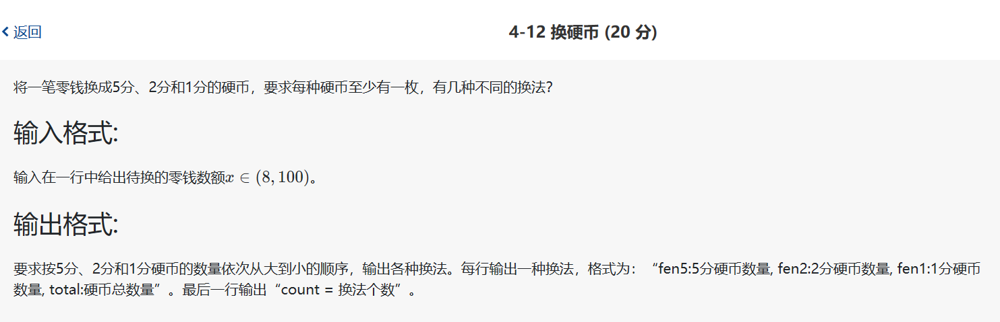 返回
4-12 换硬币 (20 分)
将一笔零钱换成5分、2分和1分的硬币，要求每种硬币至少有一枚，有几种不同的换法？
输入格式:
输入在一行中给出待换的零钱数额x ∈ (8, 100)。
输出格式:
要求按5分、2分和1分硬币的数量依次从大到小的顺序，输出各种换法。每行输出一种换法，格式为：“fen5:5分硬币数量, fen2:2分硬币数量, fen1:1分硬币
数量, total:硬币总数量”。最后一行输出“count = 换法个数”。